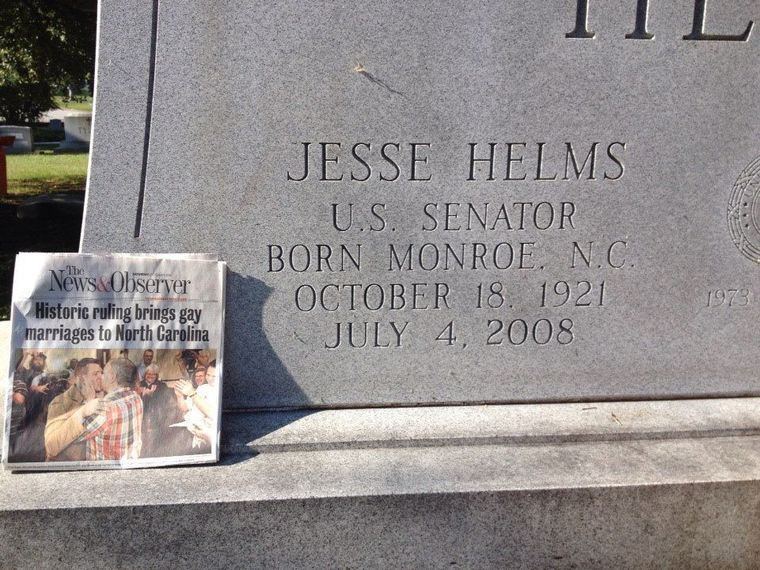 The
News&Observer
Historic ruling brings gay
marriages to North Carolina
JESSE HELMS
U.S. SENATOR
BORN MONROE, N.C.
OCTOBER 18, 1921
JULY 4, 2008
1973